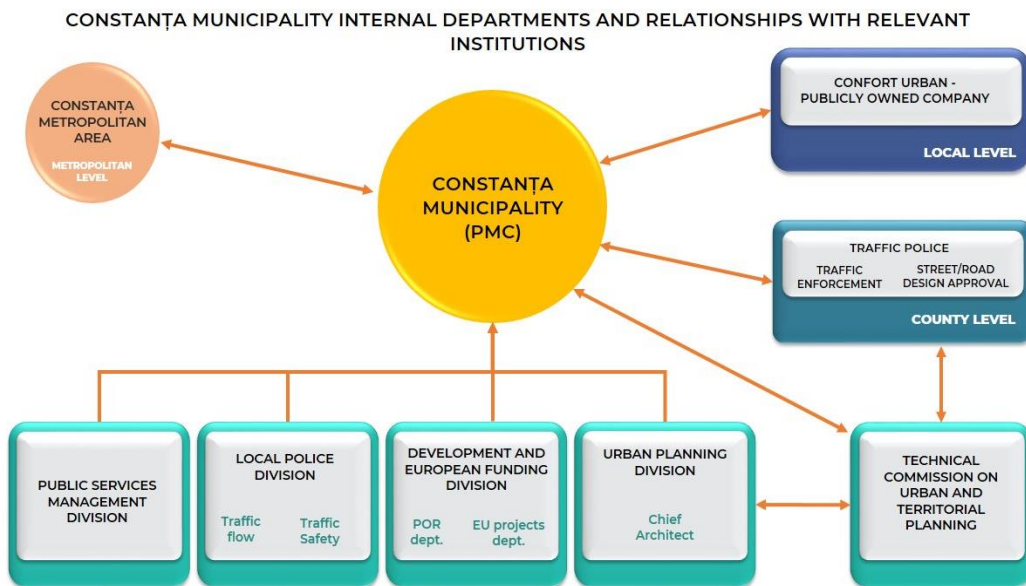 CONSTANȚA MUNICIPALITY INTERNAL DEPARTMENTS AND RELATIONSHIPS WITH RELEVANT
INSTITUTIONS
CONSTANȚA
METROPOLITAN
AREA
METROPOLITAN
LEVEL
CONSTANȚA
MUNICIPALITY
(PMC)
CONFORT URBAN -
PUBLICLY OWNED COMPANY
LOCAL LEVEL
TRAFFIC POLICE
TRAFFIC
ENFORCEMENT
STREET/ROAD
DESIGN APPROVAL
COUNTY LEVEL
PUBLIC SERVICES
MANAGEMENT
DIVISION
LOCAL POLICE
DIVISION
Traffic
flow
Traffic
Safety
DEVELOPMENT AND
EUROPEAN FUNDING
DIVISION
POR
dept.
EU projects
dept.
URBAN PLANNING
DIVISION
Chief
Architect
TECHNICAL
COMMISSION ON
URBAN AND
TERRITORIAL
PLANNING